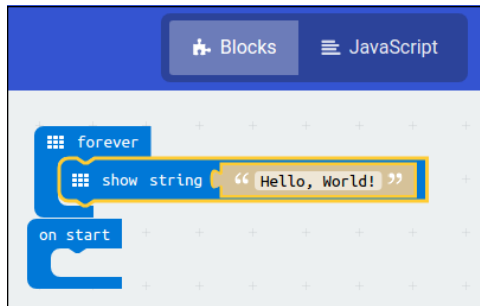 Blocks
JavaScript
forever
show string “ Hello, World! ”
on start